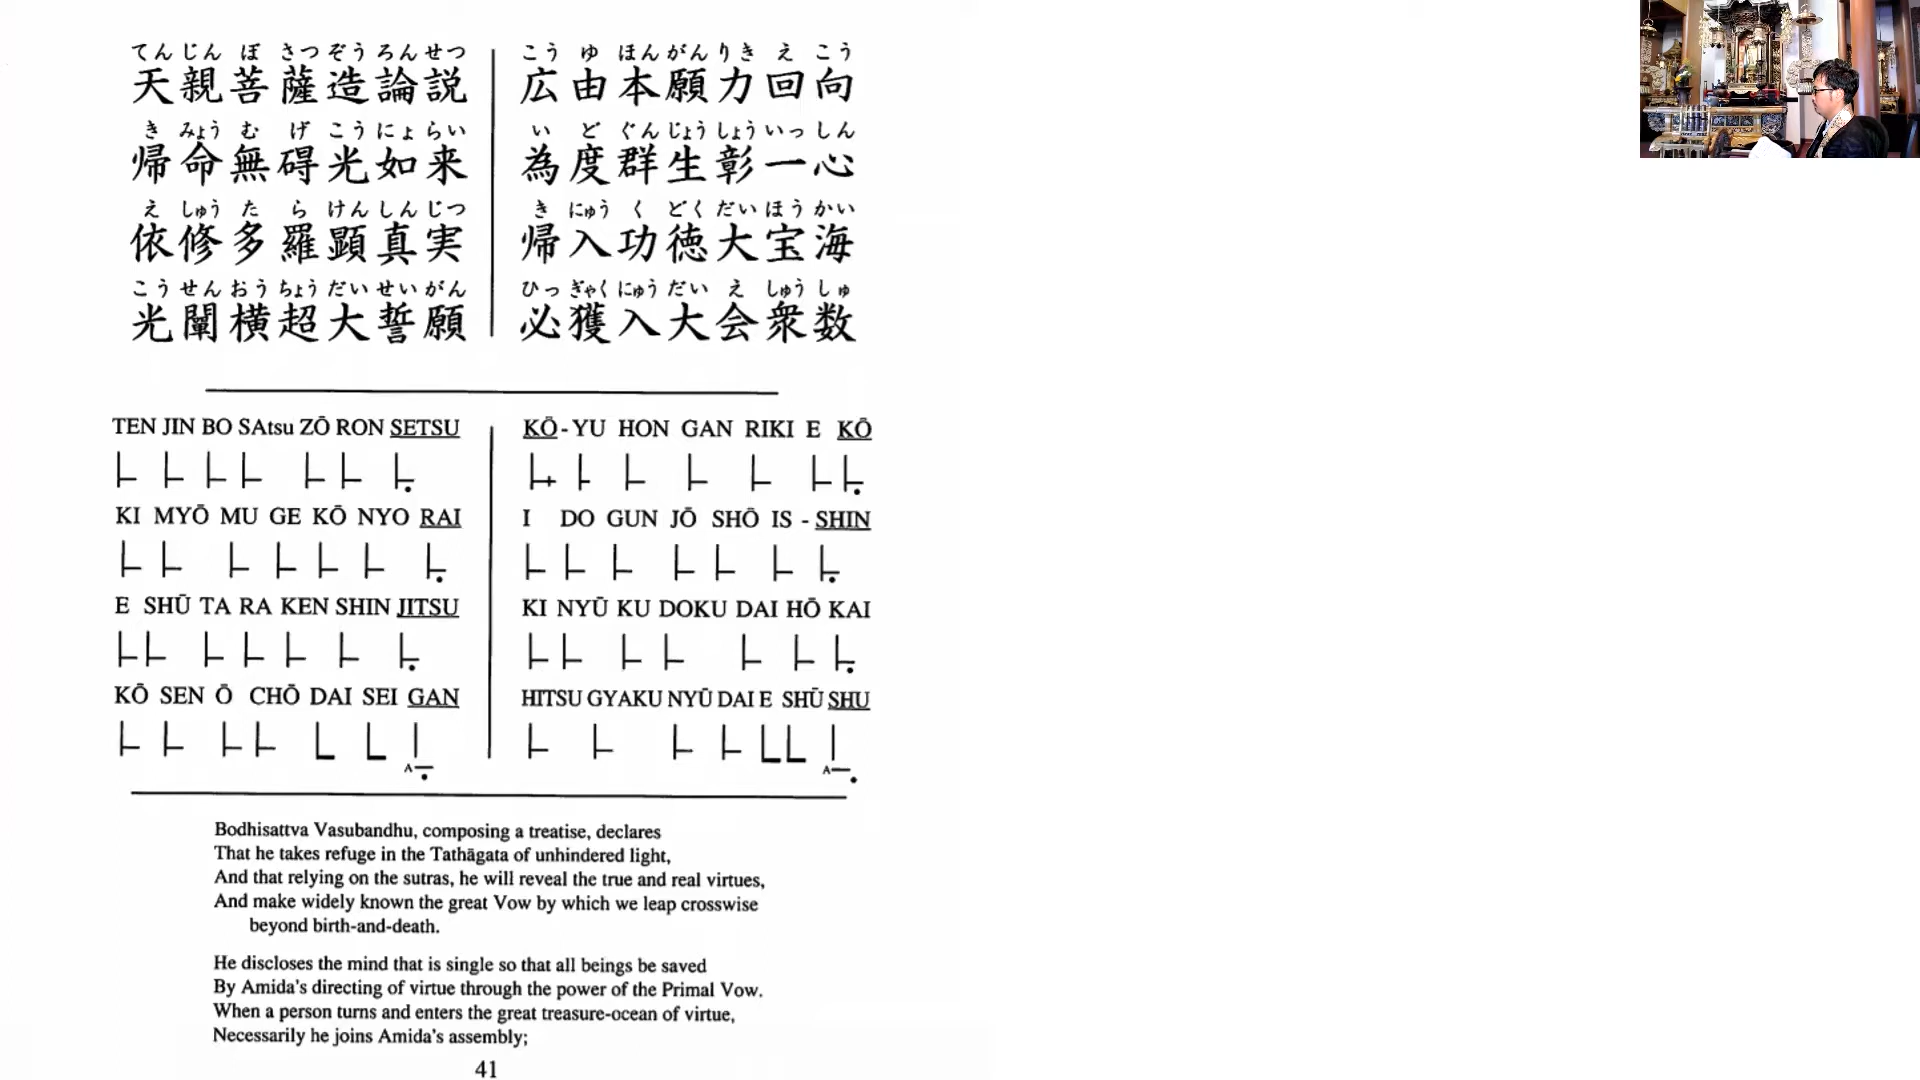 てんじん ぼ さつぞうろんせつ
天親菩薩造論説
き みょう む げ こうにょらい
帰命無碍光如来
え しゅう た ら けんしんじつ
依修多羅顕真実
こうせんおうちょうだいせいがん
光闡横超大誓願
こう ゆ ほんがんりき え こう
広由本願力回向
い ど ぐんじょうしょういっしん
為度群生彰一心
き にゅう く どくだいほうかい
帰入功徳大宝海
ひっ ぎゃくにゅうだい え しゅうしゅ
必獲入大会衆数
TEN JIN BO SAtsu ZŌ RON SETSU
KI MYŌ MU GE KŌ NYO RAI
E SHŪ TA RA KEN SHIN JITSU
KŌ SEN Ō CHŌ DAI SEI GAN
A
KŌ-YU HON GAN RIKI E KŌ
I DO GUN JŌ SHŌ IS - SHIN
KI NYŪ KU DOKU DAI HŌ KAI
HITSU GYAKU NYŪ DAI E SHŪ SHU
A
Bodhisattva Vasubandhu, composing a treatise, declares
That he takes refuge in the Tathāgata of unhindered light,
And that relying on the sutras, he will reveal the true and real virtues,
And make widely known the great Vow by which we leap crosswise
beyond birth-and-death.
He discloses the mind that is single so that all beings be saved
By Amida's directing of virtue through the power of the Primal Vow.
When a person turns and enters the great treasure-ocean of virtue,
Necessarily he joins Amida's assembly;
41